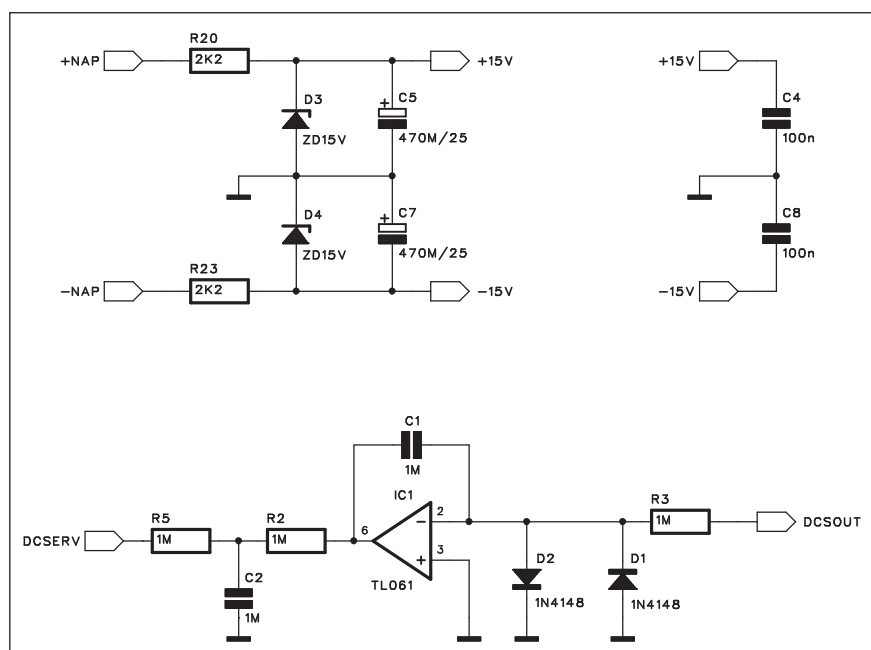 R20
+NAP
2K2
+15V
+15V
D3
ZD15V
C5
+
470M/25
C4
100n
D4
ZD15V
C7
+
470M/25
C8
100n
R23
-NAP
2K2
-15V
-15V
C1
1M
IC1
R5
R2
R3
DCSERV
1M
1M
6
2
-
3
+
1M
DCSOUT
C2
1M
TL061
D2
1N4148
D1
1N4148